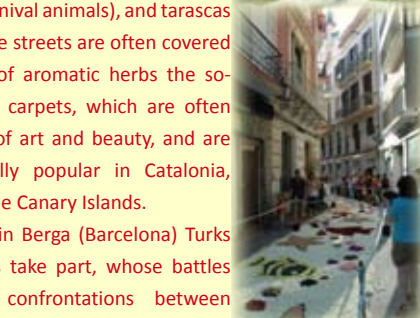 nival animals), and tarascas
e streets are often covered
of aromatic herbs the so-
carpets, which are often
of art and beauty, and are
lly popular in Catalonia,
e Canary Islands.
in Berga (Barcelona) Turks
s take part, whose battles
confrontations between